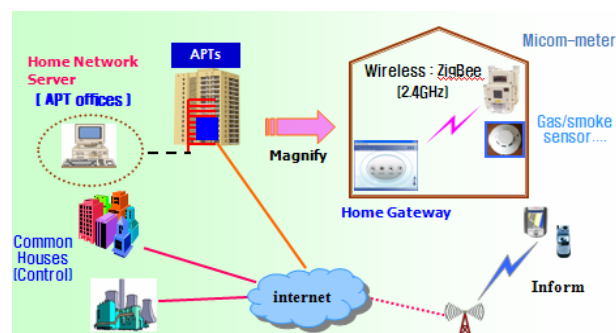 Home Network
Server
( APT offices )
APTs
Magnify
Wireless : ZigBee
(2.4GHz)
Micom-meter
Gas/smoke
sensor....
Home Gateway
Common
Houses
(Control)
internet
Inform